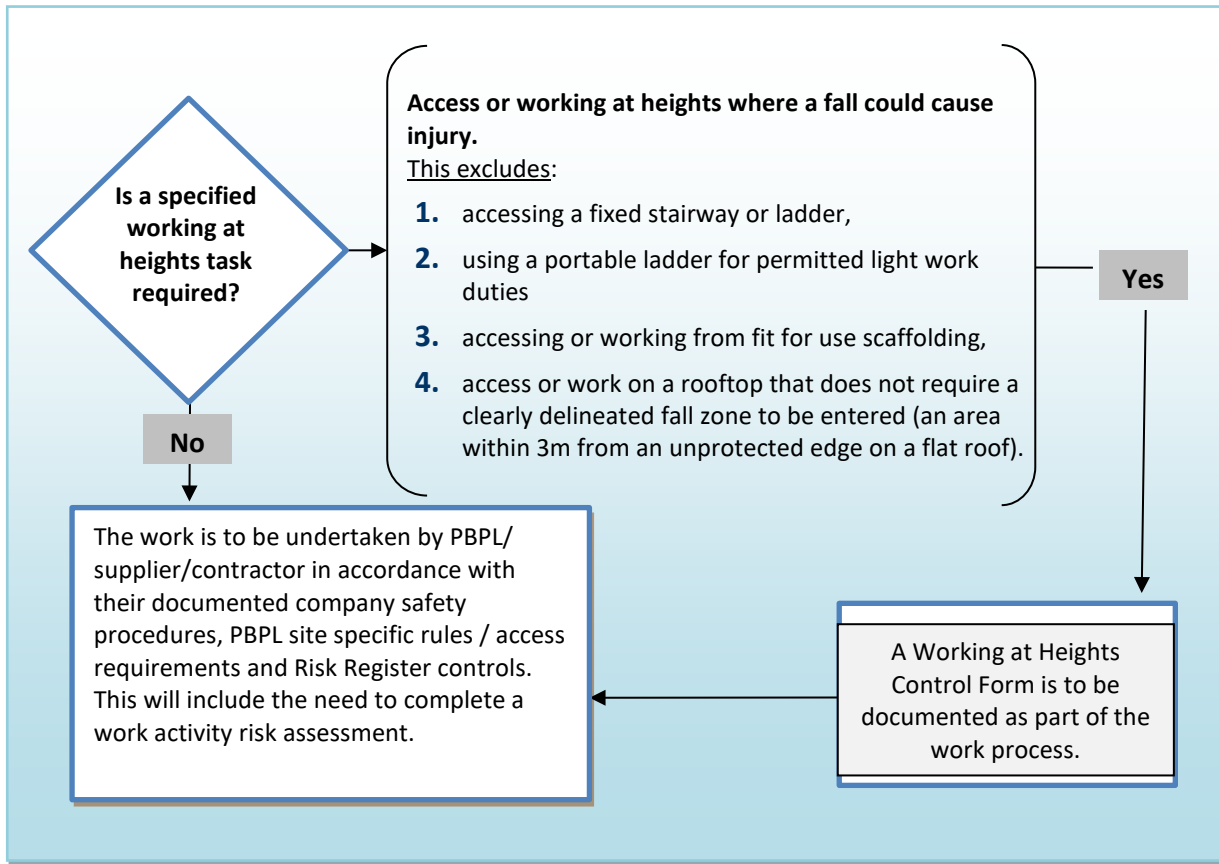 Is a specified
working at
heights task
required?
Access or working at heights where a fall could cause
injury.
This excludes:
1. accessing a fixed stairway or ladder,
2. using a portable ladder for permitted light work
duties
3. accessing or working from fit for use scaffolding,
4. access or work on a rooftop that does not require a
clearly delineated fall zone to be entered (an area
within 3m from an unprotected edge on a flat roof).
Yes
No
The work is to be undertaken by PBPL/
supplier/contractor in accordance with
their documented company safety
procedures, PBPL site specific rules / access
requirements and Risk Register controls.
This will include the need to complete a
work activity risk assessment.
A Working at Heights
Control Form is to be
documented as part of the
work process.